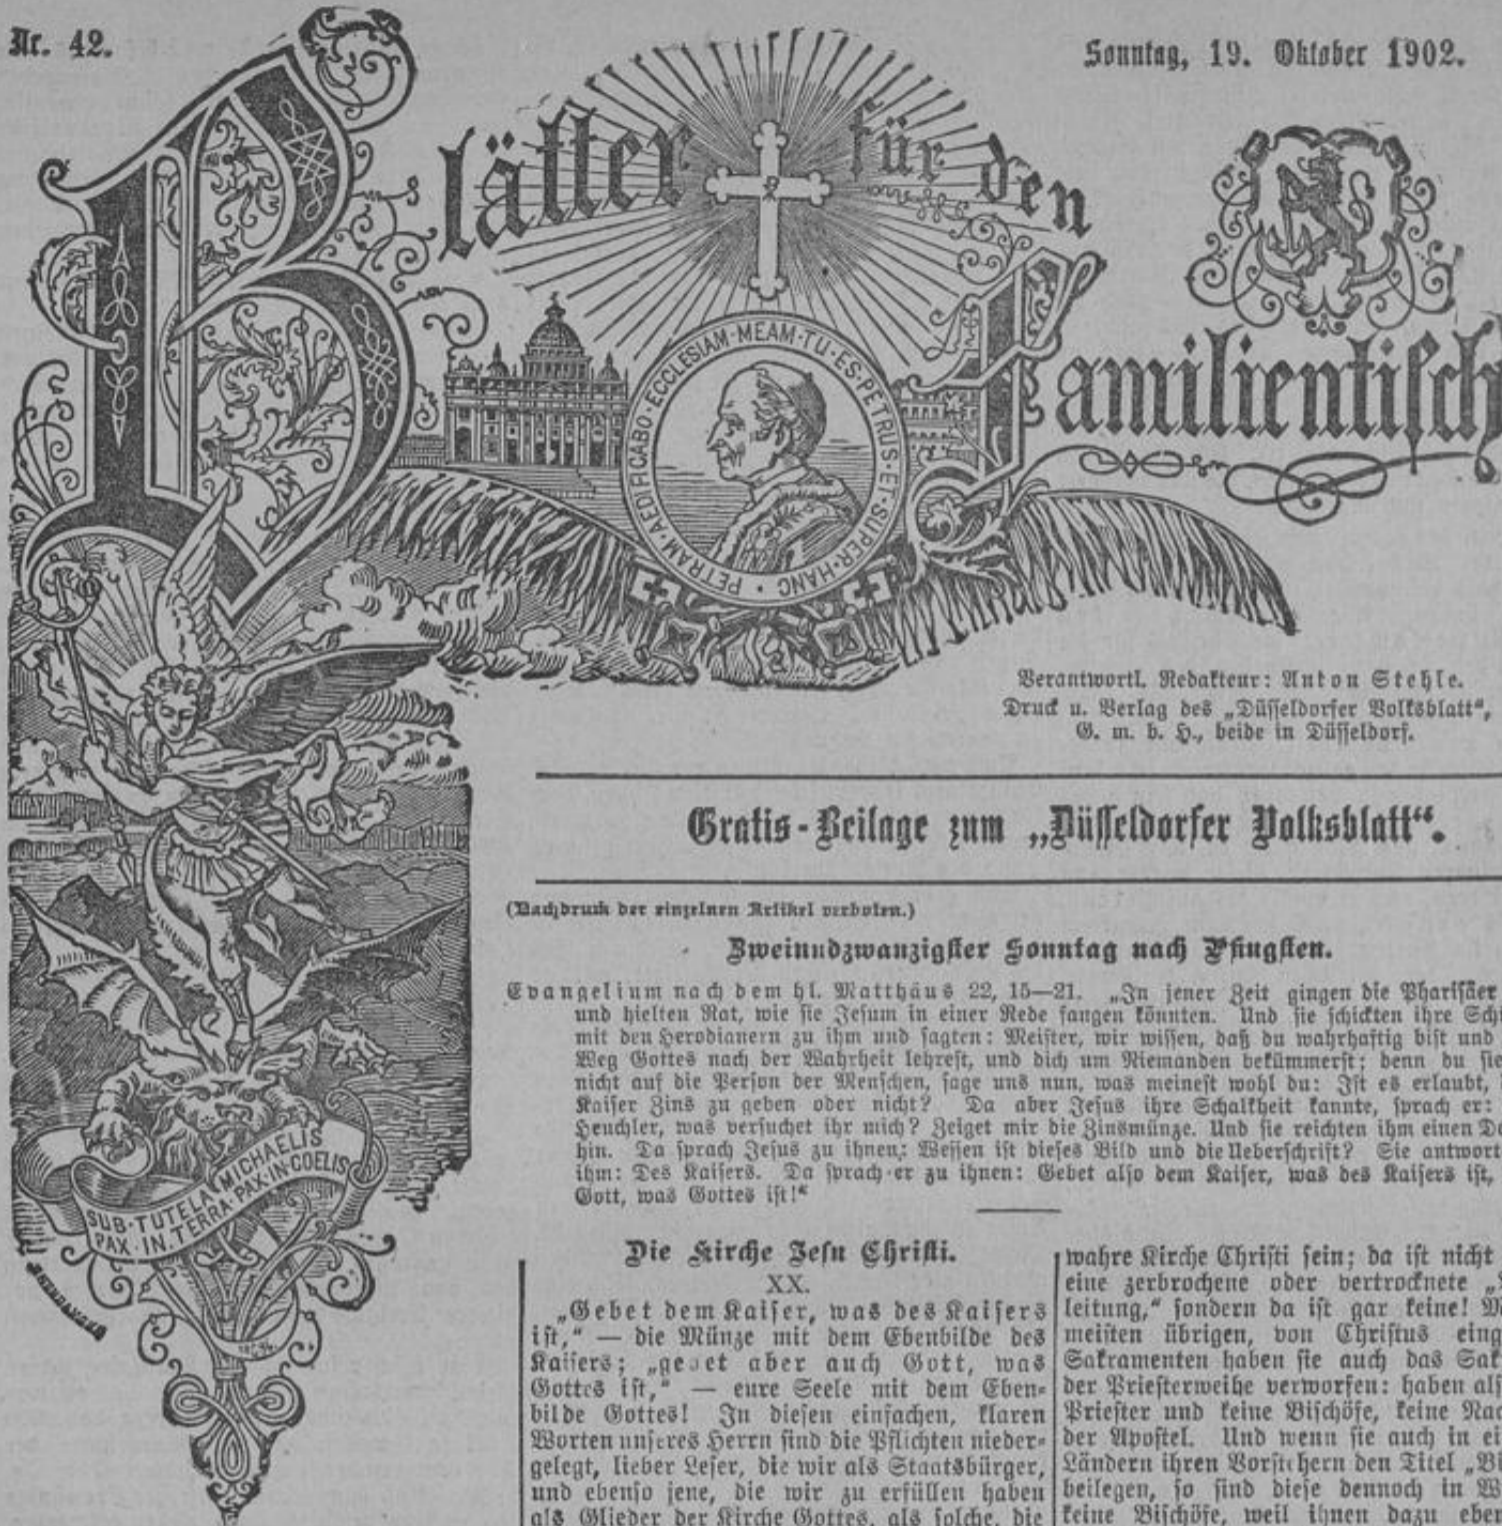 Nr. 42.
Sonntag, 19. Oktober 1902.
Blätter für den
Familientisch
PETRAM · AEDIFICABO · ECCLESIAM · MEAM · TU · ES · PETRUS · ET · SUPER · HANC ·
Verantwortl. Redakteur: Anton Stehle.
Druck u. Verlag des „Düsseldorfer Volksblatt“,
G. m. b. H., beide in Düsseldorf.
Gratis-Beilage zum „Düsseldorfer Volksblatt“.
(Nachdruck der einzelnen Artikel verboten.)
Zweiundzwanzigster Sonntag nach Pfingsten.
Evangelium nach dem hl. Matthäus 22, 15—21. „In jener Zeit gingen die Pharisäer
und hielten Rat, wie sie Jesum in einer Rede fangen könnten. Und sie schickten ihre
mit den Herodianern zu ihm und sagten: Meister, wir wissen, daß du wahrhaftig bist und
Weg Gottes nach der Wahrheit lehrest, und dich um Niemanden bekümmerst; denn du
nicht auf die Person der Menschen, sage uns nun, was meinest wohl du: Ist es erlaubt,
Kaiser Zins zu geben oder nicht? Da aber Jesus ihre Schalkheit kannte, sprach er:
Heuchler, was versuchet ihr mich? Zeiget mir die Zinsmünze. Und sie reichten ihm einen
hin. Da sprach Jesus zu ihnen: Wessen ist dieses Bild und die Ueberschrift? Sie
ihm: Des Kaisers. Da sprach er zu ihnen: Gebet also dem Kaiser, was des Kaisers ist,
Gott, was Gottes ist!“
SUB · TUTELA MICHAELIS
PAX · IN · TERRA · PAX · IN · COELIS
Die Kirche Jesu Christi.
XX.
„Gebet dem Kaiser, was des Kaisers
ist,“ — die Münze mit dem Ebenbilde des
Kaisers; „gebet aber auch Gott, was
Gottes ist,“ — eure Seele mit dem Eben-
bilde Gottes! In diesen einfachen, klaren
Worten unseres Herrn sind die Pflichten nieder-
gelegt, lieber Leser, die wir als Staatsbürger,
und ebenso jene, die wir zu erfüllen haben
als Glieder der Kirche Gottes, als solche, die
wahre Kirche Christi sein; da ist nicht
eine zerbrochene oder vertrocknete
leitung,“ sondern da ist gar keine!
meisten übrigen, von Christus
Sakramenten haben sie auch das
der Priesterweihe verworfen: haben
Priester und keine Bischöfe, keine
der Apostel. Und wenn sie auch in
Ländern ihren Vorstehern den Titel
beilegen, so sind diese dennoch in
keine Bischöfe, weil ihnen dazu